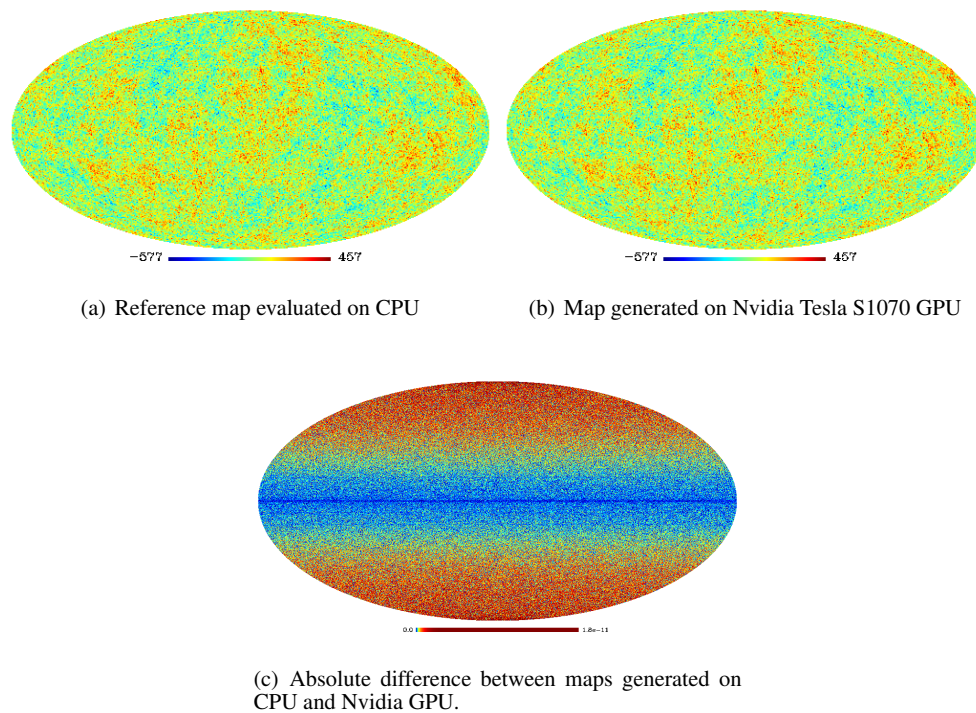 −577 457
−577 457
(a) Reference map evaluated on CPU
(b) Map generated on Nvidia Tesla S1070 GPU
0.0 1.8e−11
(c) Absolute difference between maps generated on
CPU and Nvidia GPU.